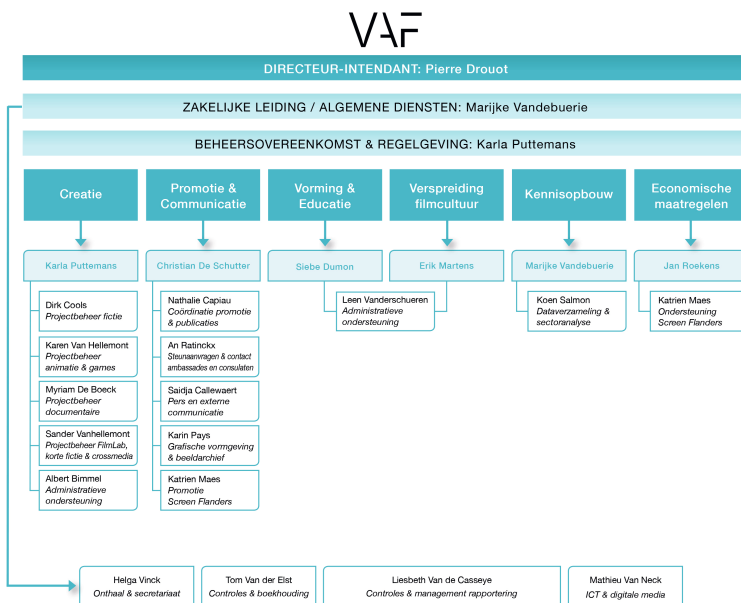 VAF
DIRECTEUR-INTENDANT: Pierre Drouot
ZAKELIJKE LEIDING / ALGEMENE DIENSTEN: Marijke Vandebuerie
BEHEERSOVEREENKOMST & REGELGEVING: Karla Puttemans
Creatie
Promotie &
Communicatie
Vorming &
Educatie
Verspreiding
filmcultuur
Kennisopbouw
Economische
maatregelen
Karla Puttemans
Christian De Schutter
Siebe Dumon
Erik Martens
Marijke Vandebuerie
Jan Roekens
Dirk Cools
Projectbeheer fictie
Karen Van Hellemont
Projectbeheer
animatie & games
Myriam De Boeck
Projectbeheer
documentaire
Sander Vanhellemont
Projectbeheer FilmLab,
korte fictie & crossmedia
Albert Bimmel
Administratieve
ondersteuning
Nathalie Capiau
Coördinatie promotie
& publicaties
An Ratinckx
Steunaanvragen & contact
ambassades en consulaten
Saidja Callewaert
Pers en externe
communicatie
Karin Pays
Grafische vormgeving
& beeldarchief
Katrien Maes
Promotie
Screen Flanders
Leen Vanderschueren
Administratieve
ondersteuning
Koen Salmon
Dataverzameling &
sectoranalyse
Katrien Maes
Ondersteuning
Screen Flanders
Helga Vinck
Onthaal & secretariaat
Tom Van der Elst
Controles & boekhouding
Liesbeth Van de Casseye
Controles & management rapportering
Mathieu Van Neck
ICT & digitale media